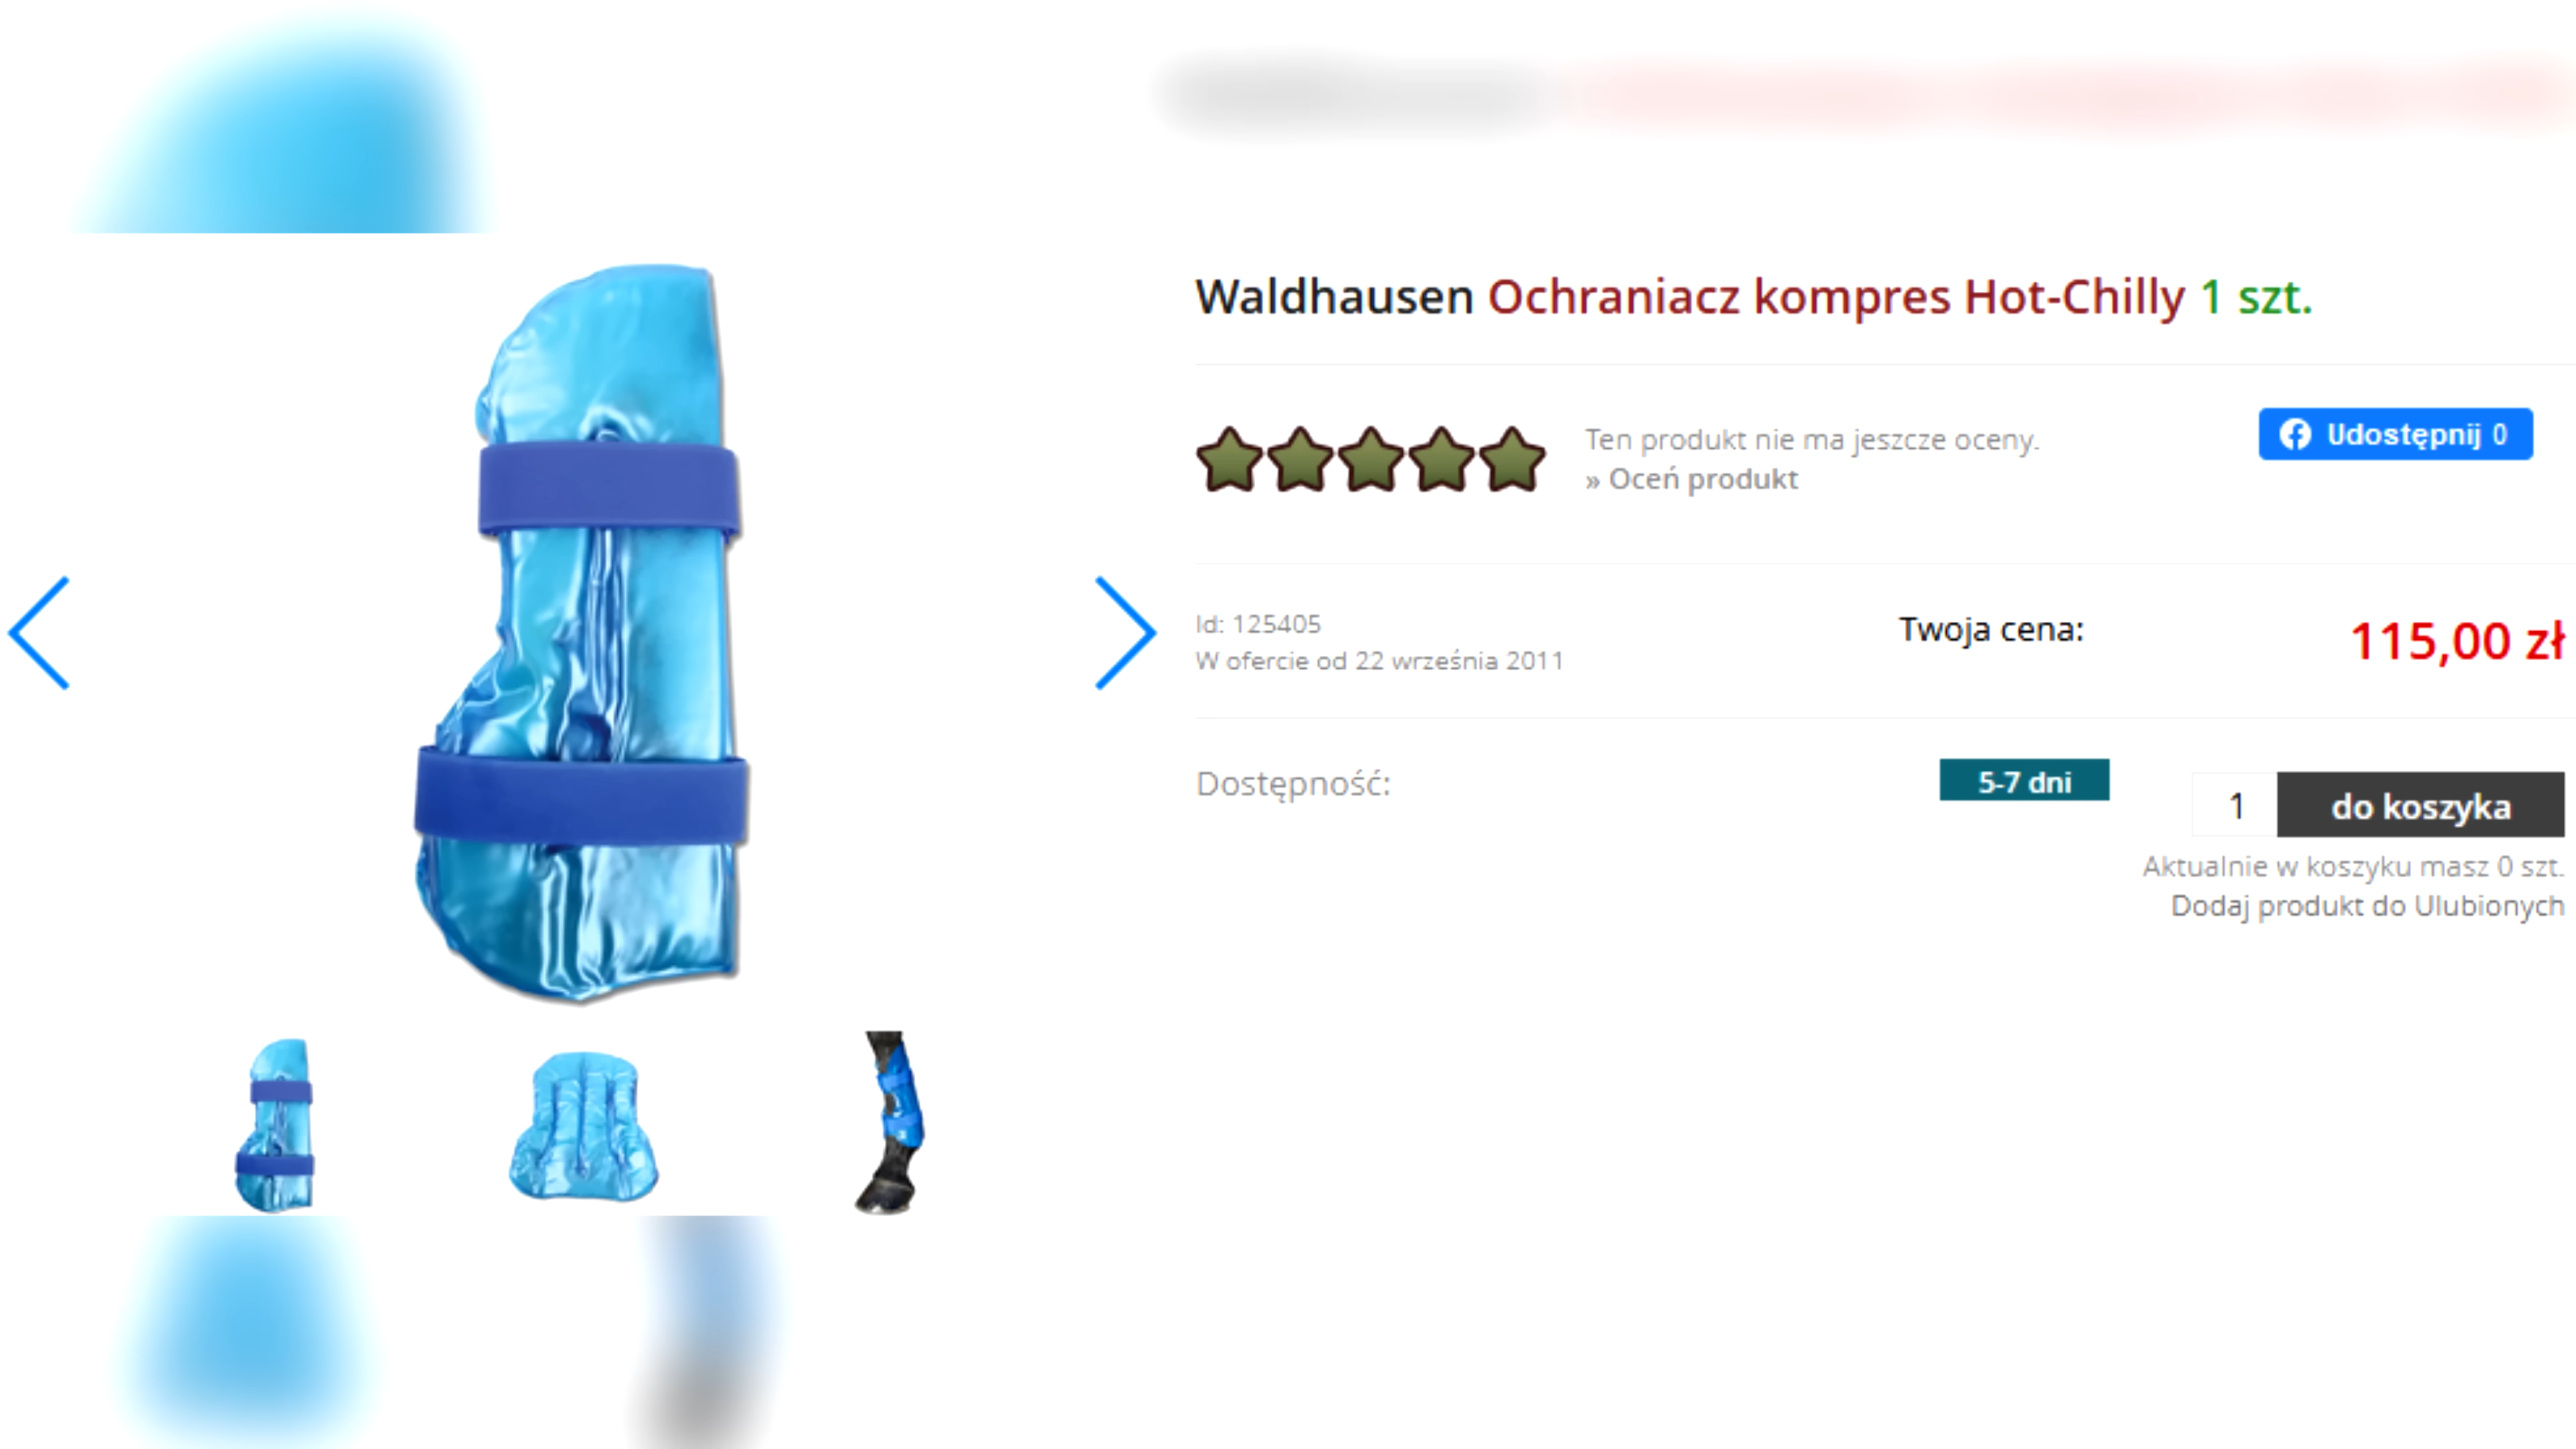 Waldhausen Ochraniacz kompres Hot-Chilly 1 szt.
Ten produkt nie ma jeszcze oceny.
» Oceń produkt
Udostępnij 0
Id: 125405
W ofercie od 22 września 2011
Twoja cena:
115,00 zł
Dostępność:
5-7 dni
1
do koszyka
Aktualnie w koszyku masz 0 szt.
Dodaj produkt do Ulubionych